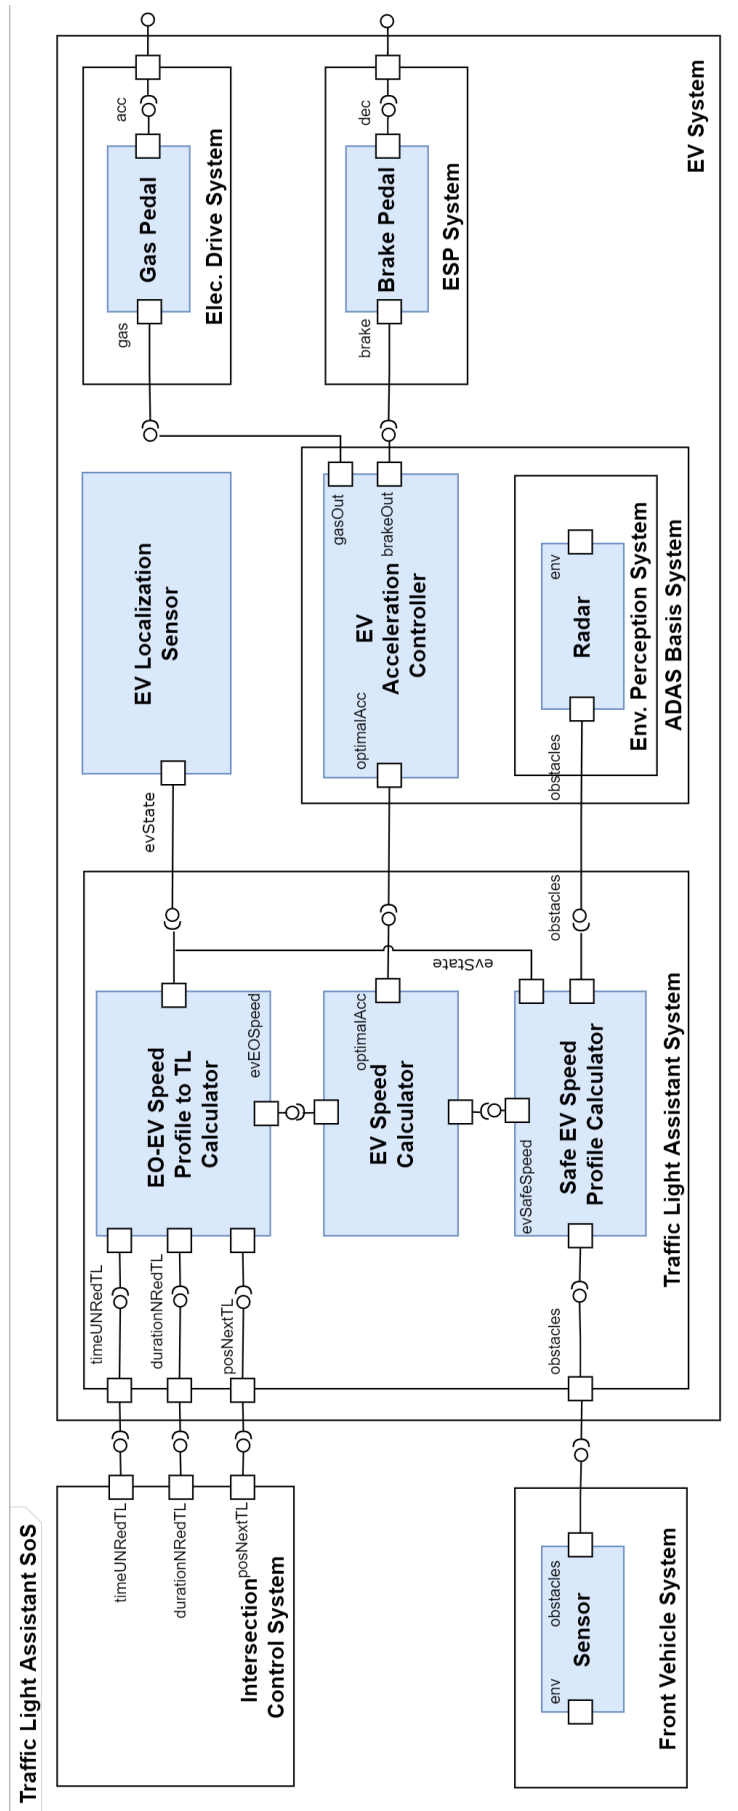 Traffic Light Assistant SoS
Intersection
Control System
timeUNRedTL
durationNRedTL
posNextTL
Front Vehicle System
Sensor
env
obstacles
EV System
Traffic Light Assistant System
timeUNRedTL
durationNRedTL
posNextTL
obstacles
EO-EV Speed
Profile to TL
Calculator
evEOSpeed
EV Speed
Calculator
optimalAcc
Safe EV Speed
Profile Calculator
evSafeSpeed
evState
obstacles
EV Localization
Sensor
evState
ADAS Basis System
EV
Acceleration
Controller
optimalAcc
gasOut
brakeOut
Env. Perception System
Radar
obstacles
env
Elec. Drive System
Gas Pedal
gas
acc
ESP System
Brake Pedal
brake
dec